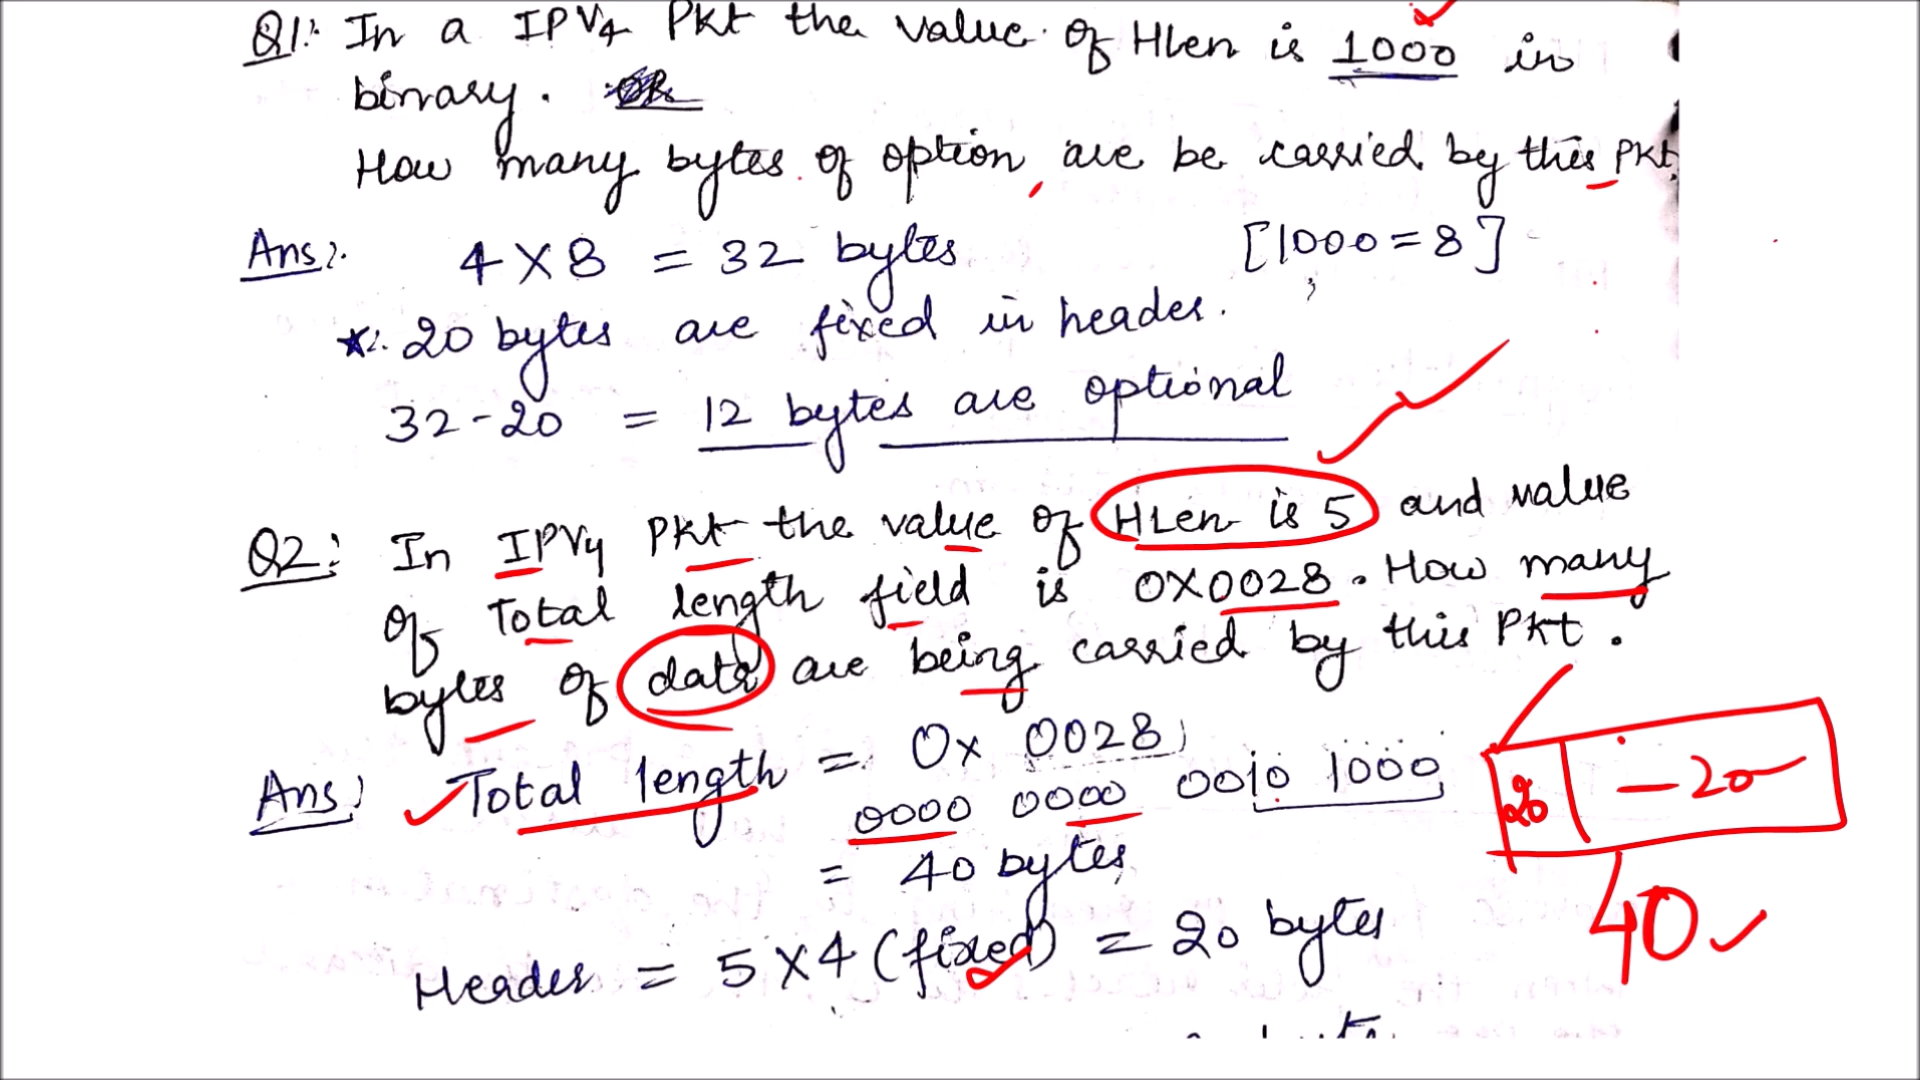 Q1: In a IPV4 Pkt the value of HLen is 1000 in
binary.
How many bytes of option are be carried by this Pkt.
Ans: 4 X 8 = 32 bytes [1000 = 8]
*: 20 bytes are fixed in header.
32 - 20 = 12 bytes are optional
Q2: In IPV4 Pkt the value of HLen is 5 and value
of Total length field is 0X0028. How many
bytes of data are being carried by this Pkt.
Ans: Total length = 0x 0028
0000 0000 0010 1000
20 - 20
= 40 bytes
40
Header = 5 X 4 (fixed) = 20 bytes